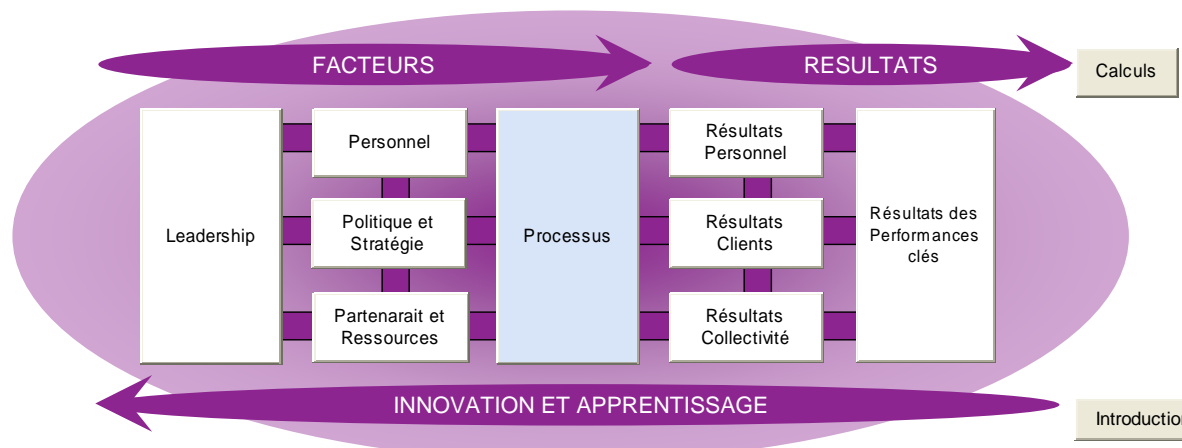 FACTEURS
RESULTATS
Calculs
Leadership
Personnel
Politique et
Stratégie
Partenarait et
Ressources
Processus
Résultats
Personnel
Résultats
Clients
Résultats
Collectivité
Résultats des
Performances
clés
INNOVATION ET APPRENTISSAGE
Introduction